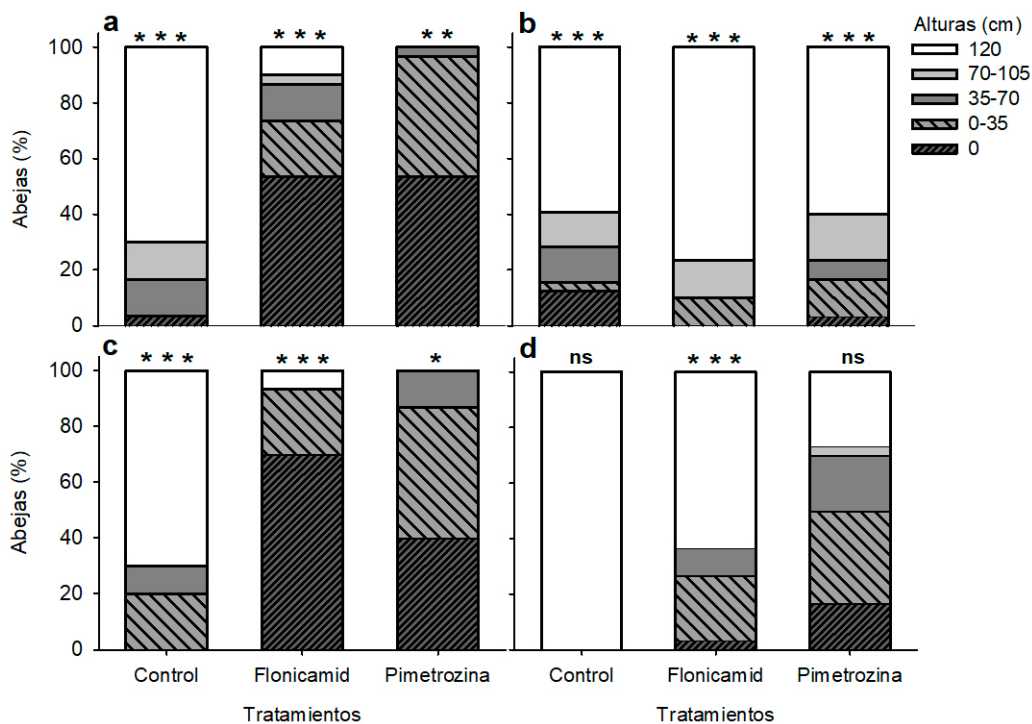 a
* * *
* * *
* *
b
* * *
* * *
* * *
Alturas (cm)
120
70-105
35-70
0-35
0
Abejas (%)
100
80
60
40
20
0
c
* * *
* * *
*
d
ns
* * *
ns
Abejas (%)
100
80
60
40
20
0
Control
Flonicamid
Pimetrozina
Control
Flonicamid
Pimetrozina
Tratamientos
Tratamientos